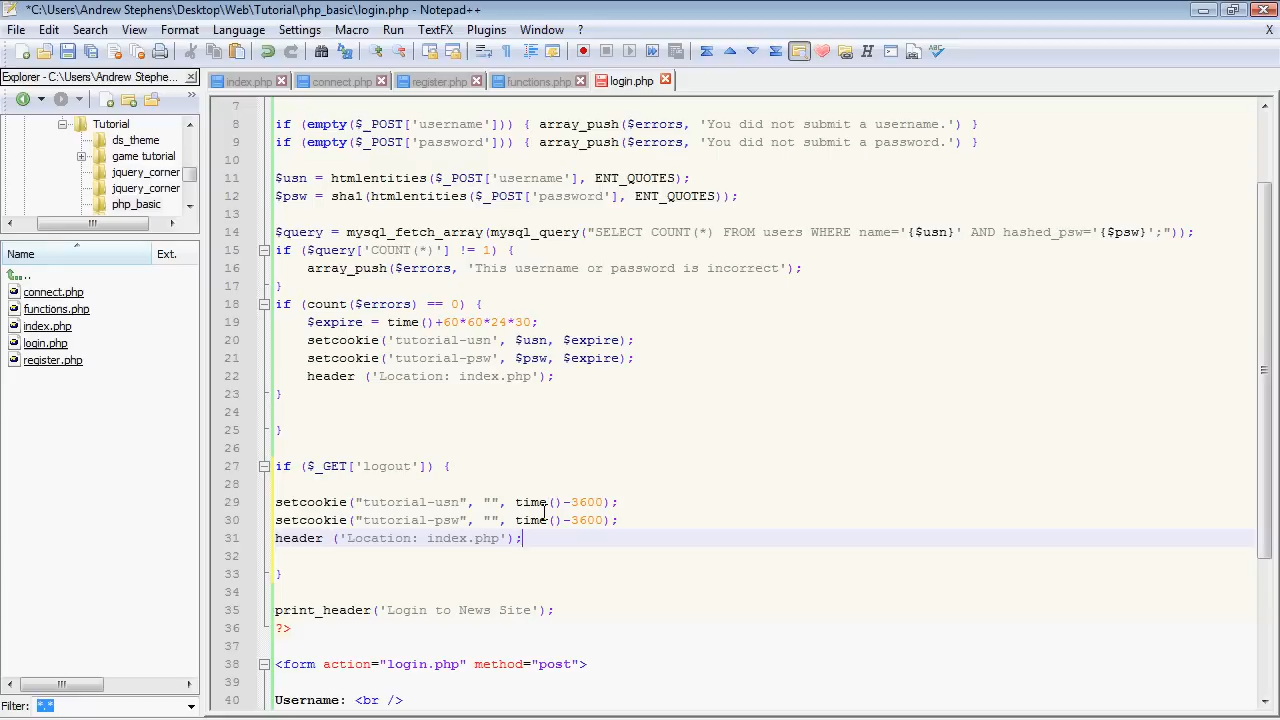 *C:\Users\Andrew Stephens\Desktop\Web\Tutorial\php_basic\login.php - Notepad++
File Edit Search View Format Language Settings Macro Run TextFX Plugins Window ? X
Explorer - C:\Users\Andrew Stephe...
index.php connect.php register.php functions.php login.php
Tutorial
ds_theme
game tutorial
jquery_corner
jquery_corner
php_basic
Name Ext.
..
connect.php
functions.php
index.php
login.php
register.php
Filter: *.*
7
8 if (empty($_POST['username'])) { array_push($errors, 'You did not submit a username.') }
9 if (empty($_POST['password'])) { array_push($errors, 'You did not submit a password.') }
10
11 $usn = htmlentities($_POST['username'], ENT_QUOTES);
12 $psw = sha1(htmlentities($_POST['password'], ENT_QUOTES));
13
14 $query = mysql_fetch_array(mysql_query("SELECT COUNT(*) FROM users WHERE name='{$usn}' AND hashed_psw='{$psw}';"));
15 if ($query['COUNT(*)'] != 1) {
16 array_push($errors, 'This username or password is incorrect');
17 }
18 if (count($errors) == 0) {
19 $expire = time()+60*60*24*30;
20 setcookie('tutorial-usn', $usn, $expire);
21 setcookie('tutorial-psw', $psw, $expire);
22 header ('Location: index.php');
23 }
24
25 }
26
27 if ($_GET['logout']) {
28
29 setcookie("tutorial-usn", "", time()-3600);
30 setcookie("tutorial-psw", "", time()-3600);
31 header ('Location: index.php');
32
33 }
34
35 print_header('Login to News Site');
36 ?>
37
38 <form action="login.php" method="post">
39
40 Username: <br />